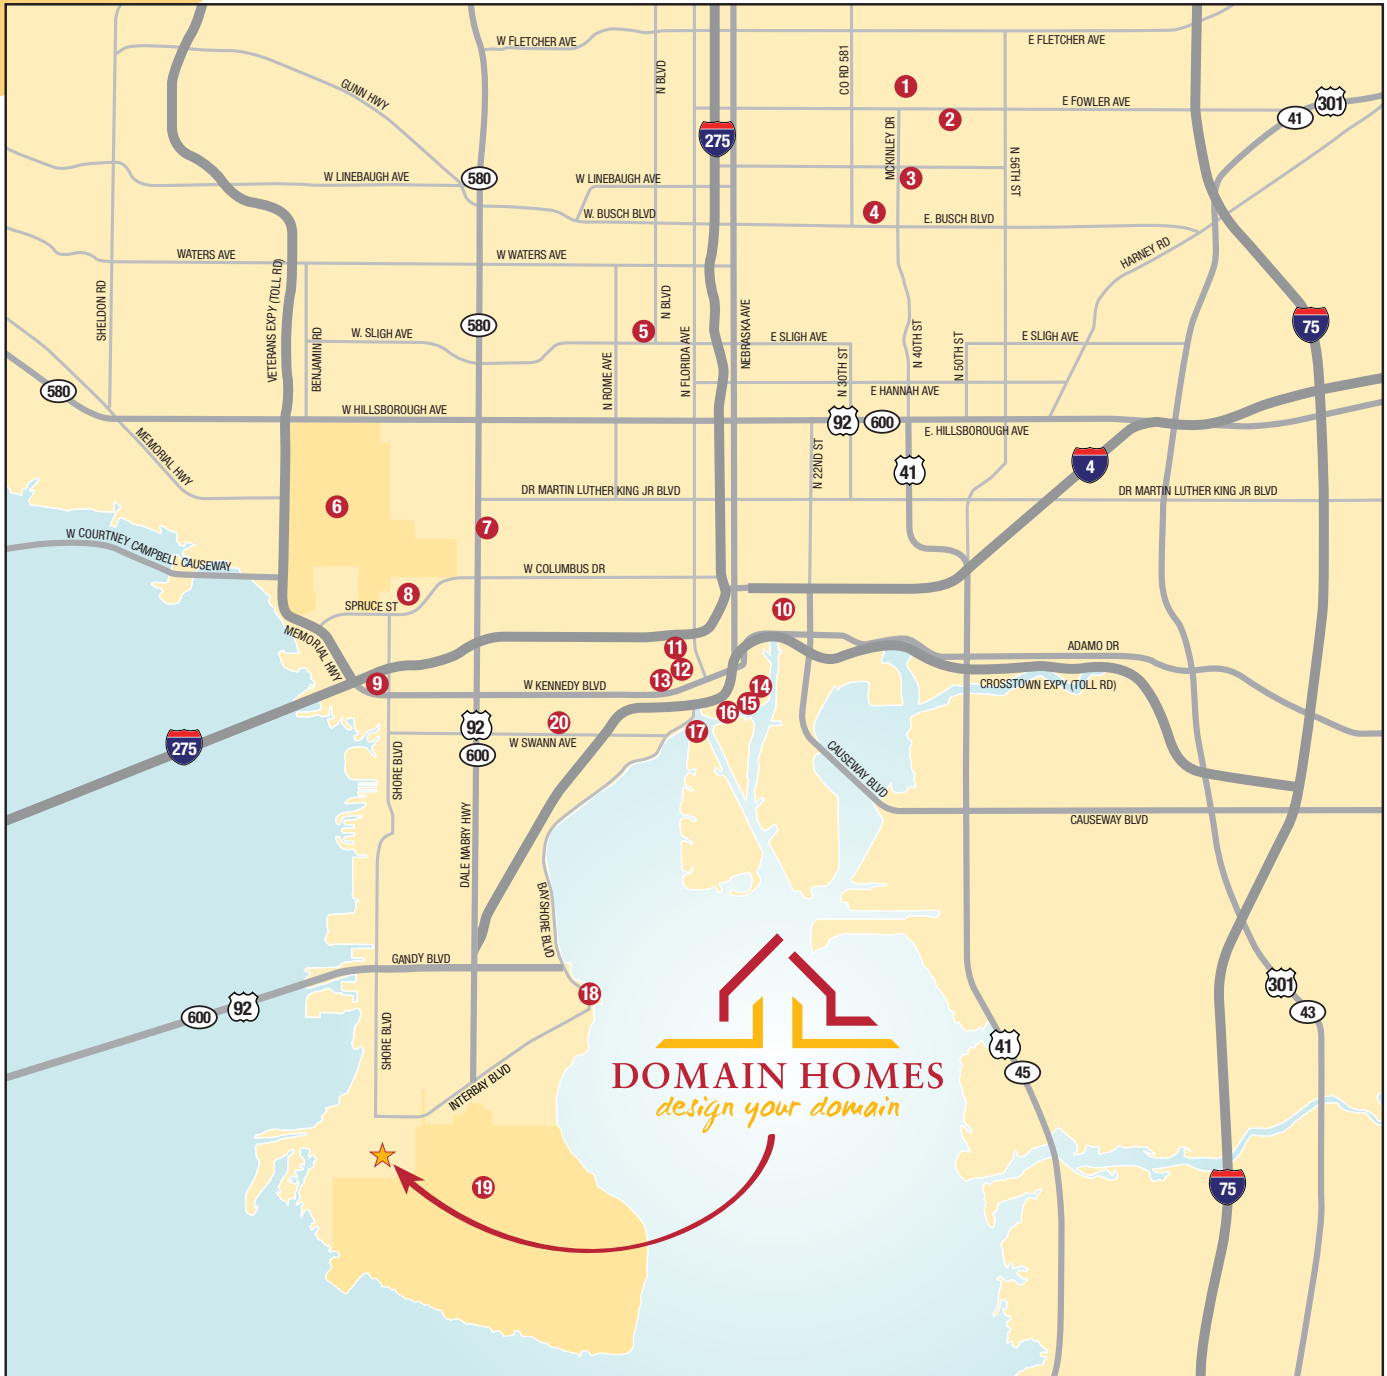 W FLETCHER AVE
E FLETCHER AVE
N BLVD
CO RD 581
GUNN HWY
1
E FOWLER AVE
301
41
2
275
MCKINLEY DR
N 56TH ST
W LINEBAUGH AVE
580
W LINEBAUGH AVE
3
W. BUSCH BLVD
4
E. BUSCH BLVD
HARNEY RD
WATERS AVE
W WATERS AVE
SHELDON RD
VETERANS EXPY (TOLL RD)
BENJAMIN RD
N BLVD
NEBRASKA AVE
580
75
W. SLIGH AVE
5
E SLIGH AVE
E SLIGH AVE
N ROME AVE
N FLORIDA AVE
N 30TH ST
N 40TH ST
N 50TH ST
580
E HANNAH AVE
W HILLSBOROUGH AVE
92
600
E. HILLSBOROUGH AVE
MEMORIAL HWY
N 22ND ST
41
4
DR MARTIN LUTHER KING JR BLVD
DR MARTIN LUTHER KING JR BLVD
6
7
W COURTNEY CAMPBELL CAUSEWAY
W COLUMBUS DR
8
SPRUCE ST
10
MEMORIAL HWY
11
12
13
ADAMO DR
CROSSTOWN EXPY (TOLL RD)
9
W KENNEDY BLVD
14
15
16
17
92
20
W SWANN AVE
600
275
SHORE BLVD
CAUSEWAY BLVD
CAUSEWAY BLVD
DALE MABRY HWY
BAYSHORE BLVD
GANDY BLVD
18
600
92
301
43
SHORE BLVD
41
45
INTERBAY BLVD
DOMAIN HOMES
design your domain
19
75